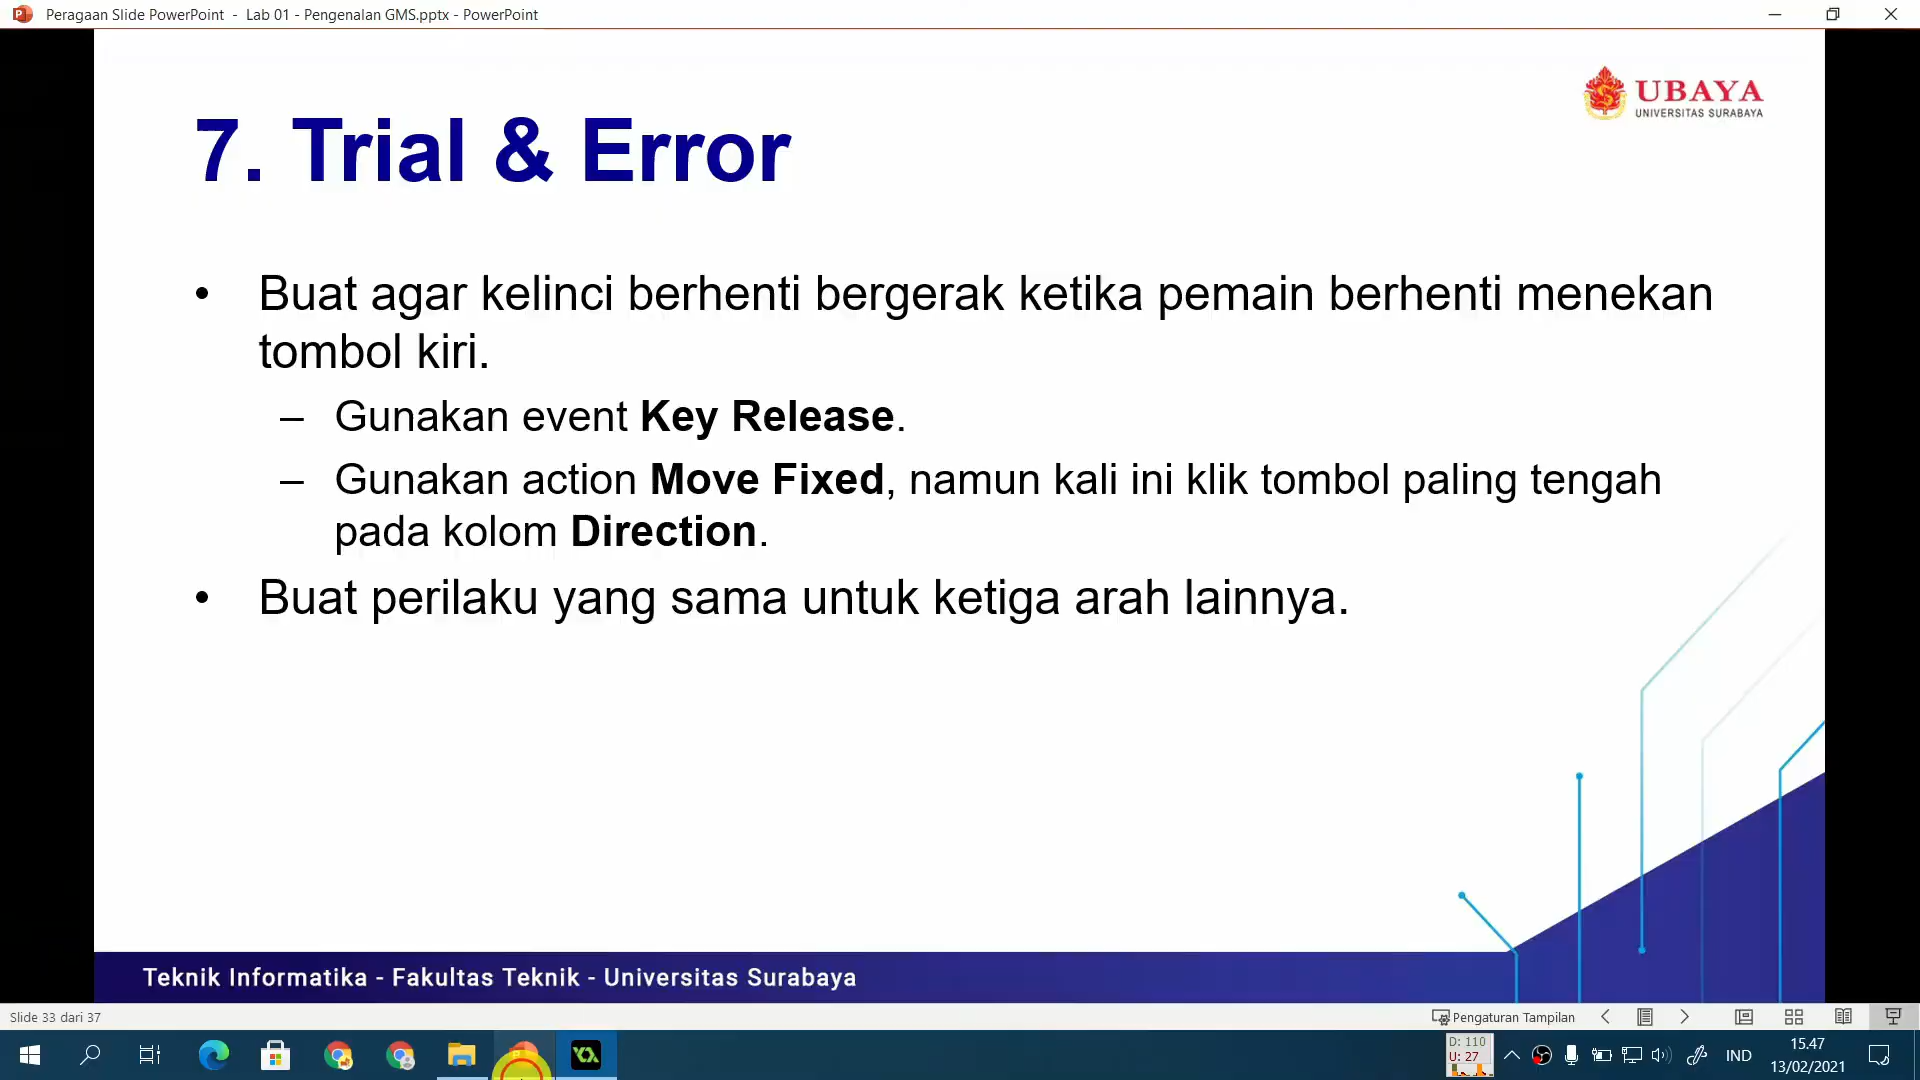 Peragaan Slide PowerPoint - Lab 01 - Pengenalan GMS.pptx - PowerPoint
UBAYA
UNIVERSITAS SURABAYA
7. Trial & Error
• Buat agar kelinci berhenti bergerak ketika pemain berhenti menekan
tombol kiri.
– Gunakan event Key Release.
– Gunakan action Move Fixed, namun kali ini klik tombol paling tengah
pada kolom Direction.
• Buat perilaku yang sama untuk ketiga arah lainnya.
Teknik Informatika - Fakultas Teknik - Universitas Surabaya
Slide 33 dari 37
Pengaturan Tampilan
D: 110
U: 27
IND
15.47
13/02/2021